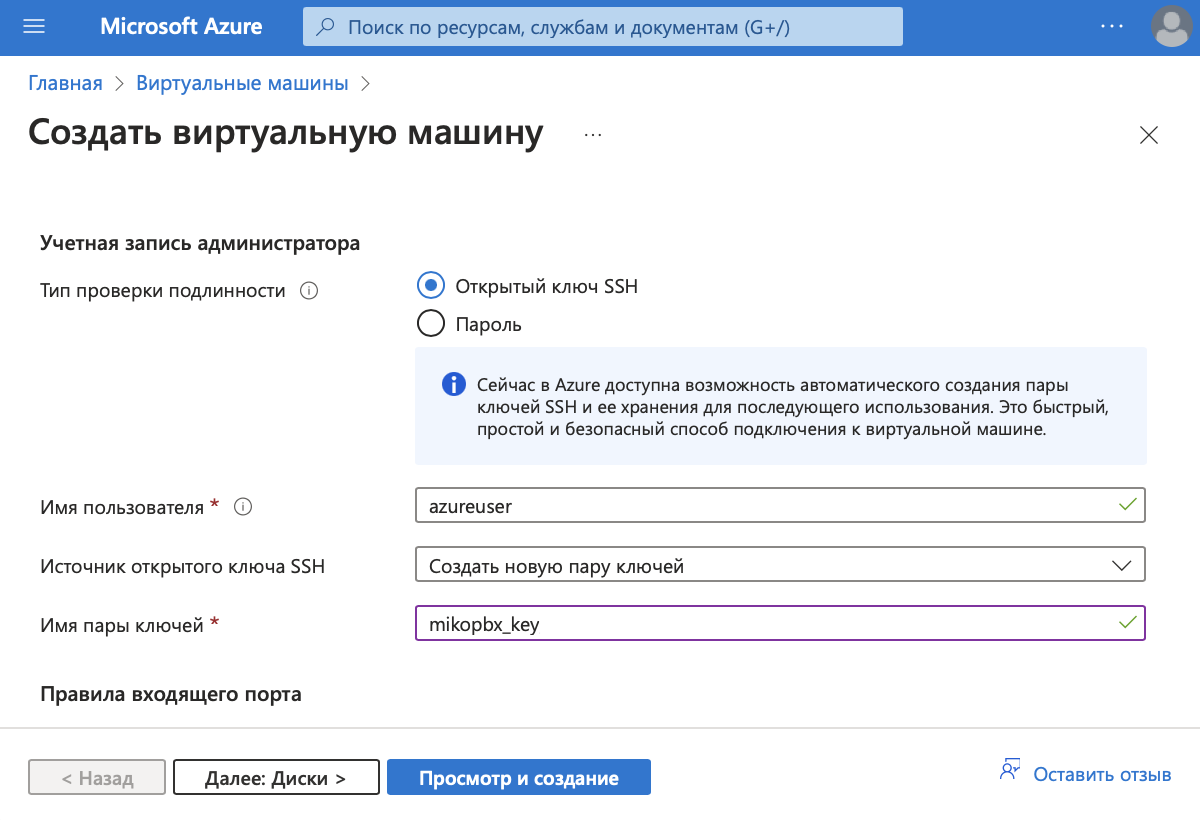 Microsoft Azure
Поиск по ресурсам, службам и документам (G+/)
Главная > Виртуальные машины >
Создать виртуальную машину ...
Учетная запись администратора
Тип проверки подлинности
Открытый ключ SSH
Пароль
Сейчас в Azure доступна возможность автоматического создания пары
ключей SSH и ее хранения для последующего использования. Это быстрый,
простой и безопасный способ подключения к виртуальной машине.
Имя пользователя *
azureuser
Источник открытого ключа SSH
Создать новую пару ключей
Имя пары ключей *
mikopbx_key
Правила входящего порта
< Назад
Далее: Диски >
Просмотр и создание
Оставить отзыв